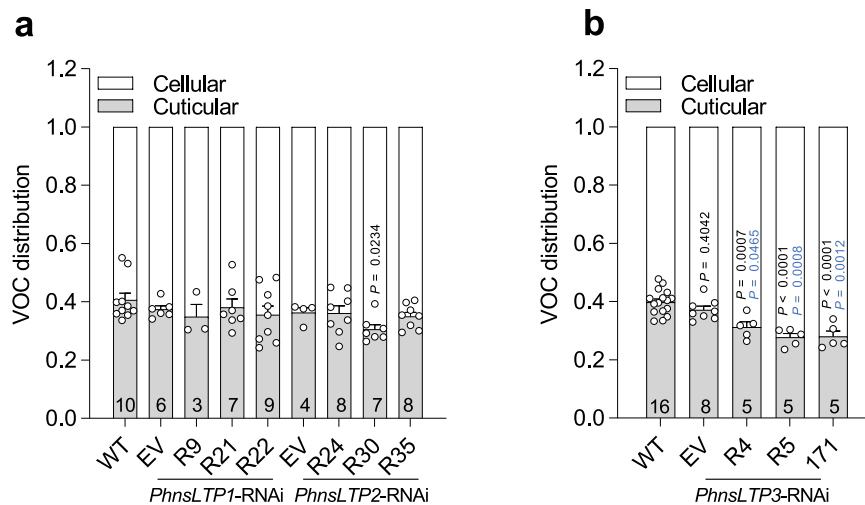 a
1.2
1.0
0.8
0.6
0.4
0.2
0.0
VOC distribution
Cellular
Cuticular
P = 0.0234
10 6 3 7 9 4 8 7 8
WT EV R9 R21 R22 EV R24 R30 R35
PhnsLTP1-RNAi PhnsLTP2-RNAi
b
1.2
1.0
0.8
0.6
0.4
0.2
0.0
VOC distribution
Cellular
Cuticular
P = 0.4042
P = 0.0007
P = 0.0465
P < 0.0001
P = 0.0008
P < 0.0001
P = 0.0012
16 8 5 5 5
WT EV R4 R5 171
PhnsLTP3-RNAi